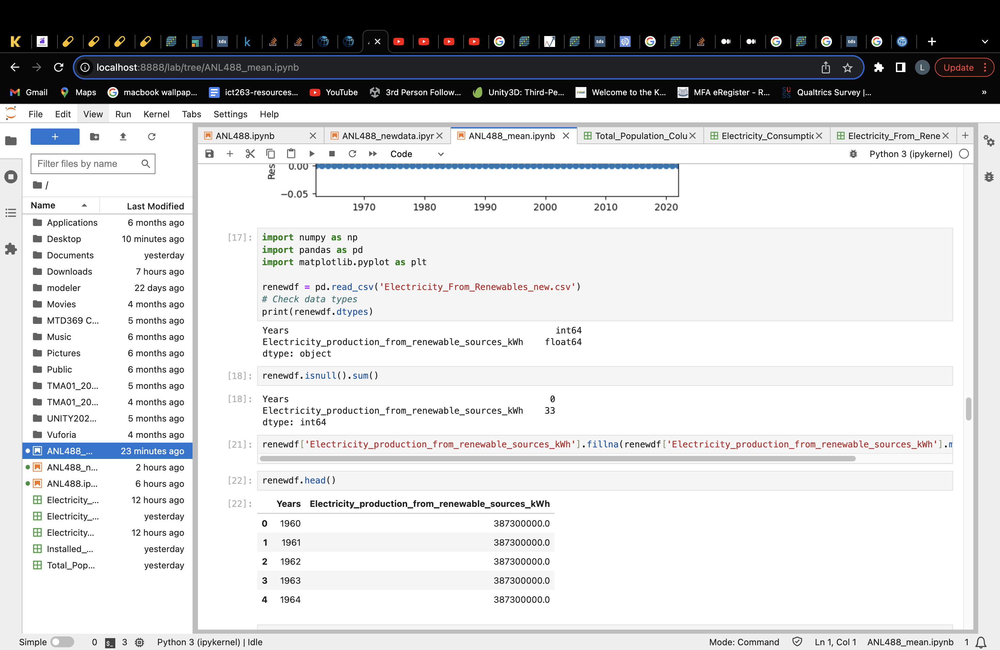 tds
k
tds
tds
localhost:8888/lab/tree/ANL488_mean.ipynb
L
Update
Gmail
Maps
macbook wallpap...
ict263-resources...
YouTube
3rd Person Follow...
Unity3D: Third-Pe...
Welcome to the K...
MFA eRegister - R...
Qualtrics Survey |...
»
File Edit View Run Kernel Tabs Settings Help
ANL488.ipynb
ANL488_newdata.ipyr
ANL488_mean.ipynb
Total_Population_Colu
Electricity_Consumptic
Electricity_From_Rene
Code
Python 3 (ipykernel)
Filter files by name
/
Name Last Modified
Applications 6 months ago
Desktop 10 minutes ago
Documents yesterday
Downloads 7 hours ago
modeler 22 days ago
Movies 4 months ago
MTD369 C... 5 months ago
Music 6 months ago
Pictures 6 months ago
Public 6 months ago
TMA01_20... 5 months ago
TMA01_20... 4 months ago
UNITY202... 5 months ago
Vuforia 4 months ago
ANL488_... 23 minutes ago
ANL488_n... 2 hours ago
ANL488.ip... 6 hours ago
Electricity_... 12 hours ago
Electricity_... yesterday
Electricity... 12 hours ago
Installed_... yesterday
Total_Pop... yesterday
Res
0.00
−0.05
1970 1980 1990 2000 2010 2020
[17]:
import numpy as np
import pandas as pd
import matplotlib.pyplot as plt
renewdf = pd.read_csv('Electricity_From_Renewables_new.csv')
# Check data types
print(renewdf.dtypes)
Years int64
Electricity_production_from_renewable_sources_kWh float64
dtype: object
[18]: renewdf.isnull().sum()
[18]: Years 0
Electricity_production_from_renewable_sources_kWh 33
dtype: int64
[21]: renewdf['Electricity_production_from_renewable_sources_kWh'].fillna(renewdf['Electricity_production_from_renewable_sources_kWh'].m
[22]: renewdf.head()
[22]: Years Electricity_production_from_renewable_sources_kWh
0 1960 387300000.0
1 1961 387300000.0
2 1962 387300000.0
3 1963 387300000.0
4 1964 387300000.0
Simple 0 $_ 3 Python 3 (ipykernel) | Idle
Mode: Command Ln 1, Col 1 ANL488_mean.ipynb 1